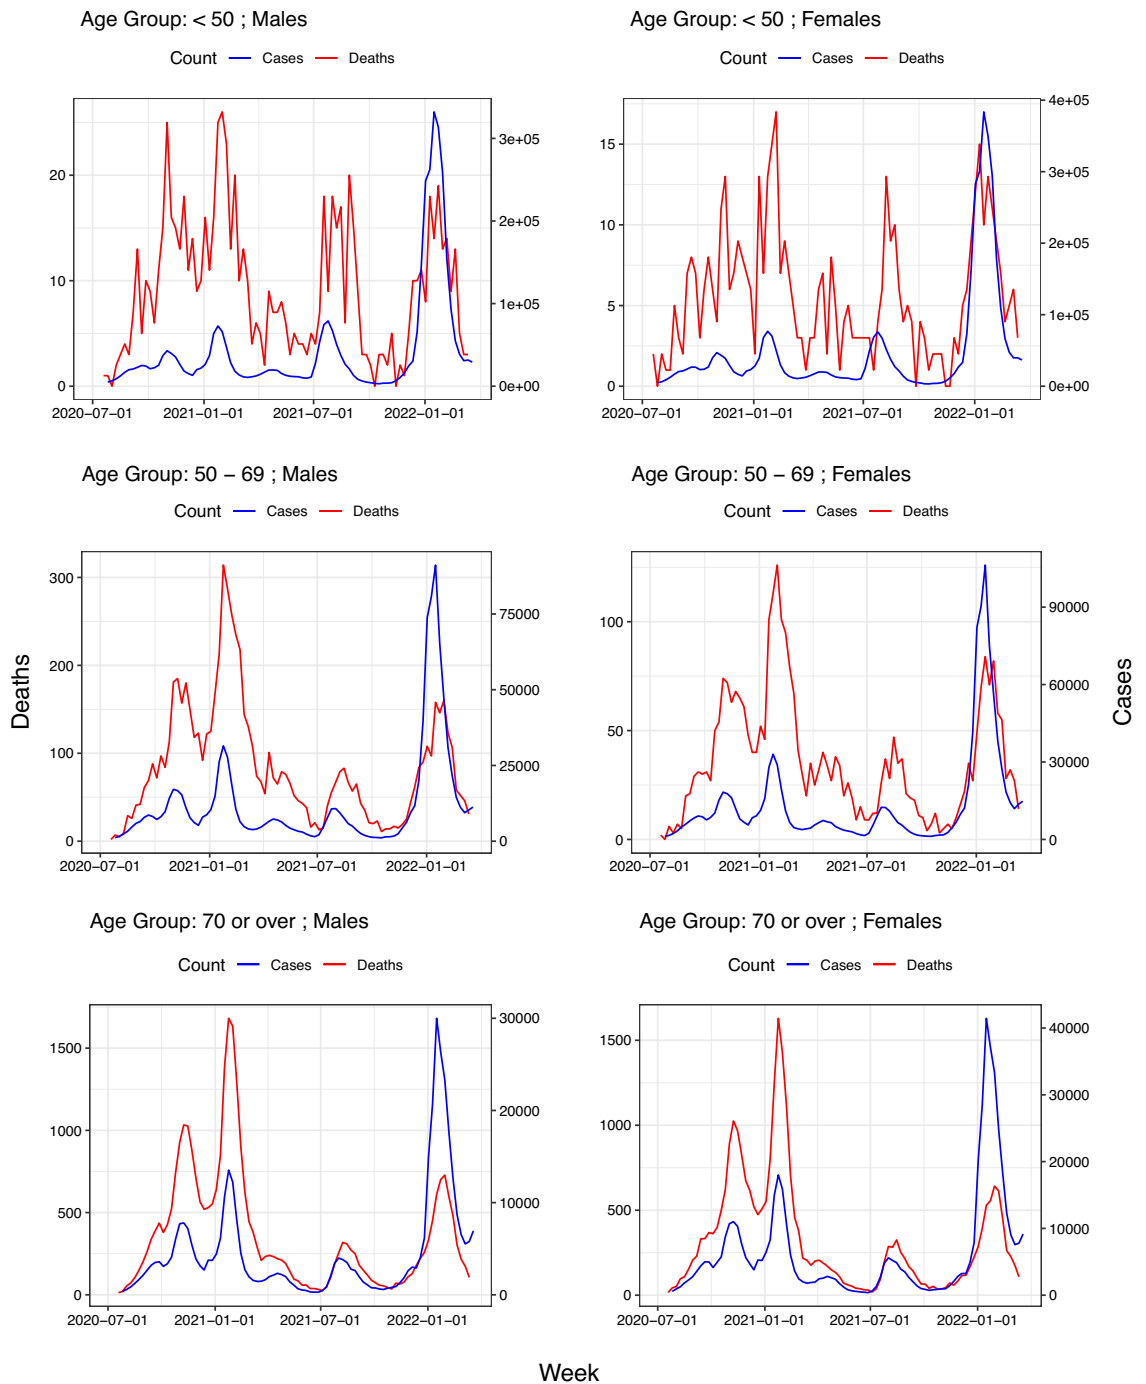 Age Group: < 50 ; Males
Count Cases Deaths
20
10
0
3e+05
2e+05
1e+05
0e+00
2020−07−01 2021−01−01 2021−07−01 2022−01−01
Age Group: < 50 ; Females
Count Cases Deaths
15
10
5
0
4e+05
3e+05
2e+05
1e+05
0e+00
2020−07−01 2021−01−01 2021−07−01 2022−01−01
Age Group: 50 − 69 ; Males
Count Cases Deaths
300
200
100
0
75000
50000
25000
0
2020−07−01 2021−01−01 2021−07−01 2022−01−01
Age Group: 50 − 69 ; Females
Count Cases Deaths
100
50
0
90000
60000
30000
0
2020−07−01 2021−01−01 2021−07−01 2022−01−01
Deaths
Cases
Age Group: 70 or over ; Males
Count Cases Deaths
1500
1000
500
0
30000
20000
10000
0
2020−07−01 2021−01−01 2021−07−01 2022−01−01
Age Group: 70 or over ; Females
Count Cases Deaths
1500
1000
500
0
40000
30000
20000
10000
0
2020−07−01 2021−01−01 2021−07−01 2022−01−01
Week